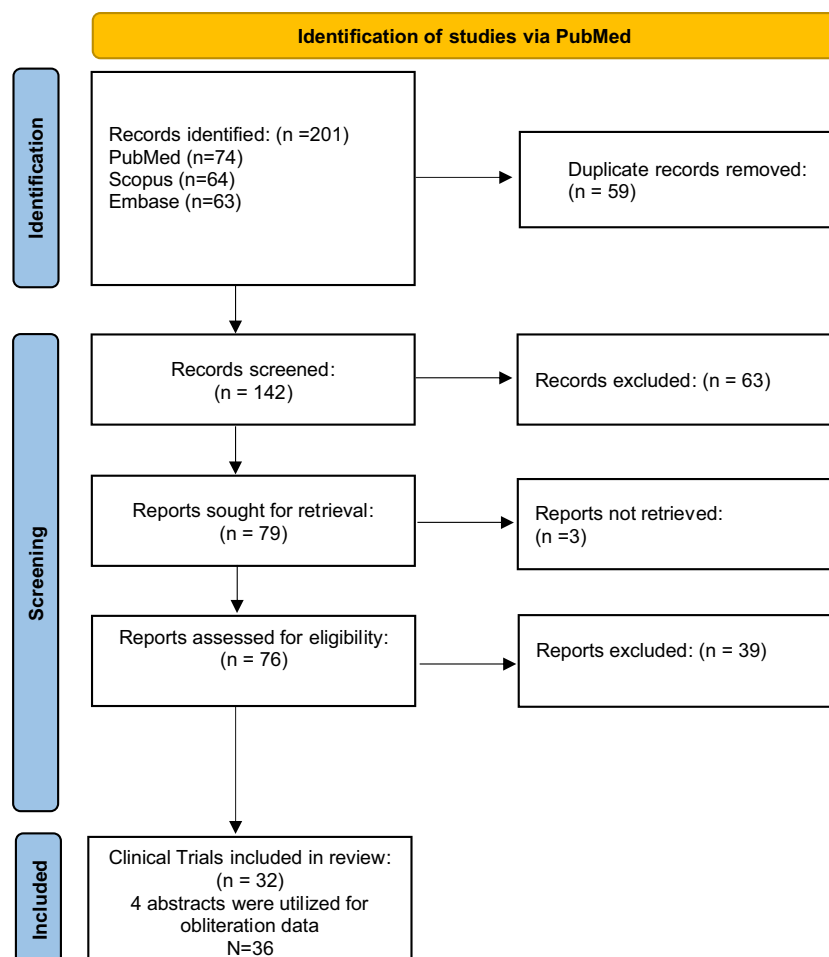 Identification of studies via PubMed
Identification
Records identified: (n =201)
PubMed (n=74)
Scopus (n=64)
Embase (n=63)
Duplicate records removed:
(n = 59)
Screening
Records screened:
(n = 142)
Records excluded: (n = 63)
Reports sought for retrieval:
(n = 79)
Reports not retrieved:
(n =3)
Reports assessed for eligibility:
(n = 76)
Reports excluded: (n = 39)
Included
Clinical Trials included in review:
(n = 32)
4 abstracts were utilized for
obliteration data
N=36